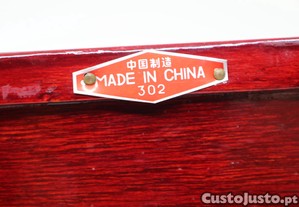 中国制造
MADE IN CHINA
302
Custojusto.pt